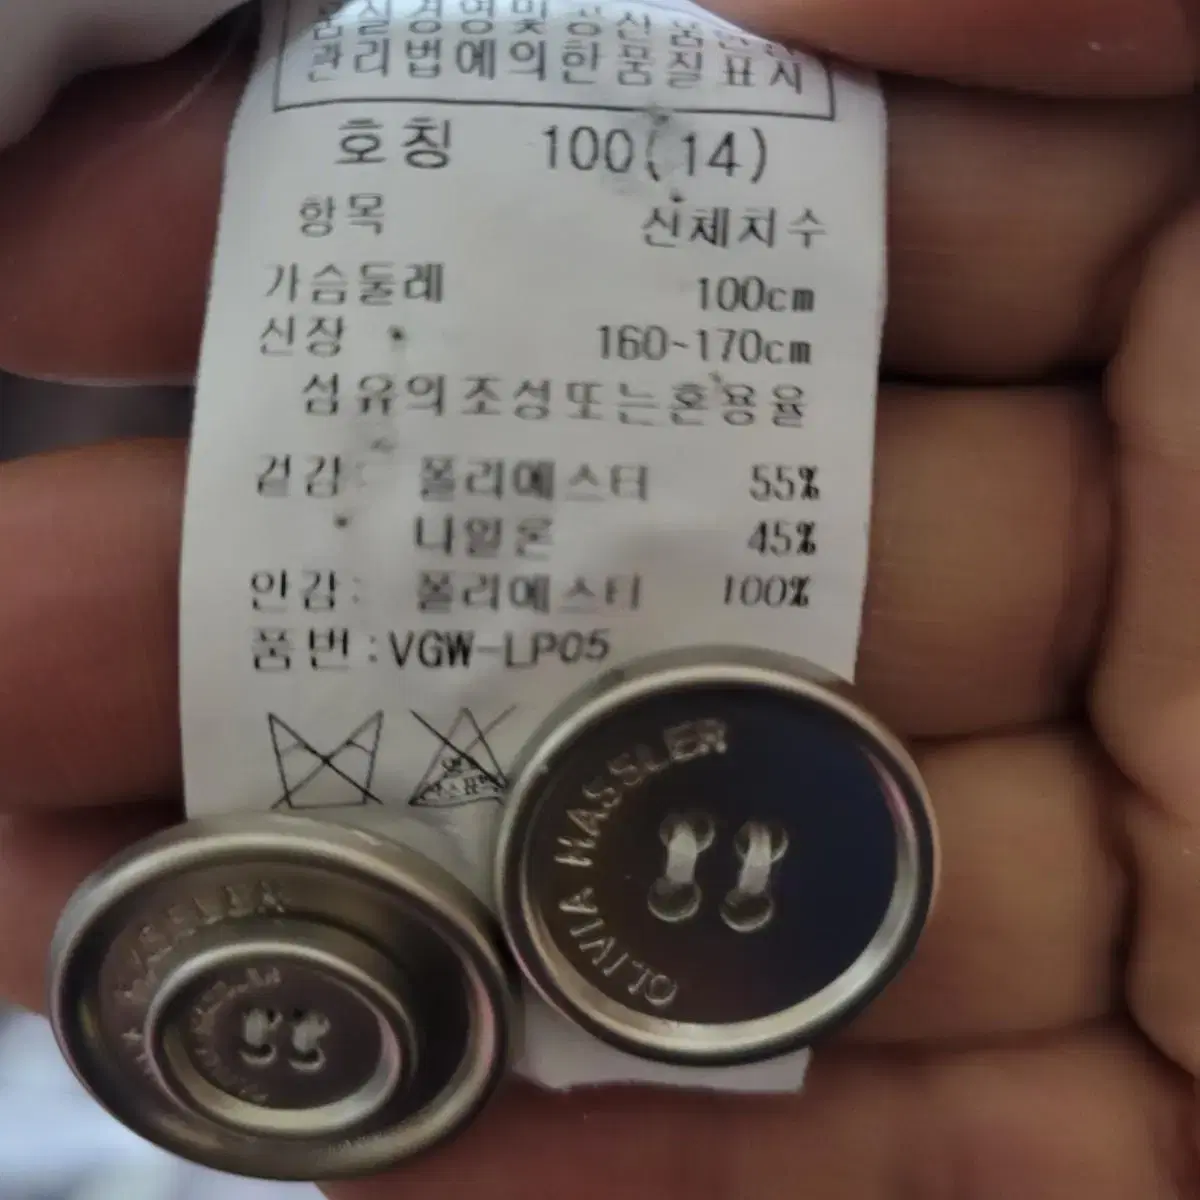 관리법에의한품질표시
호칭 100(14)
항목 신체치수
가슴둘레 100cm
신장 160~170cm
섬유의조성또는혼용율
겉감: 폴리에스터 55%
나일론 45%
안감: 폴리에스터 100%
품번:VGW-LP05
OLIVIA HASSLER